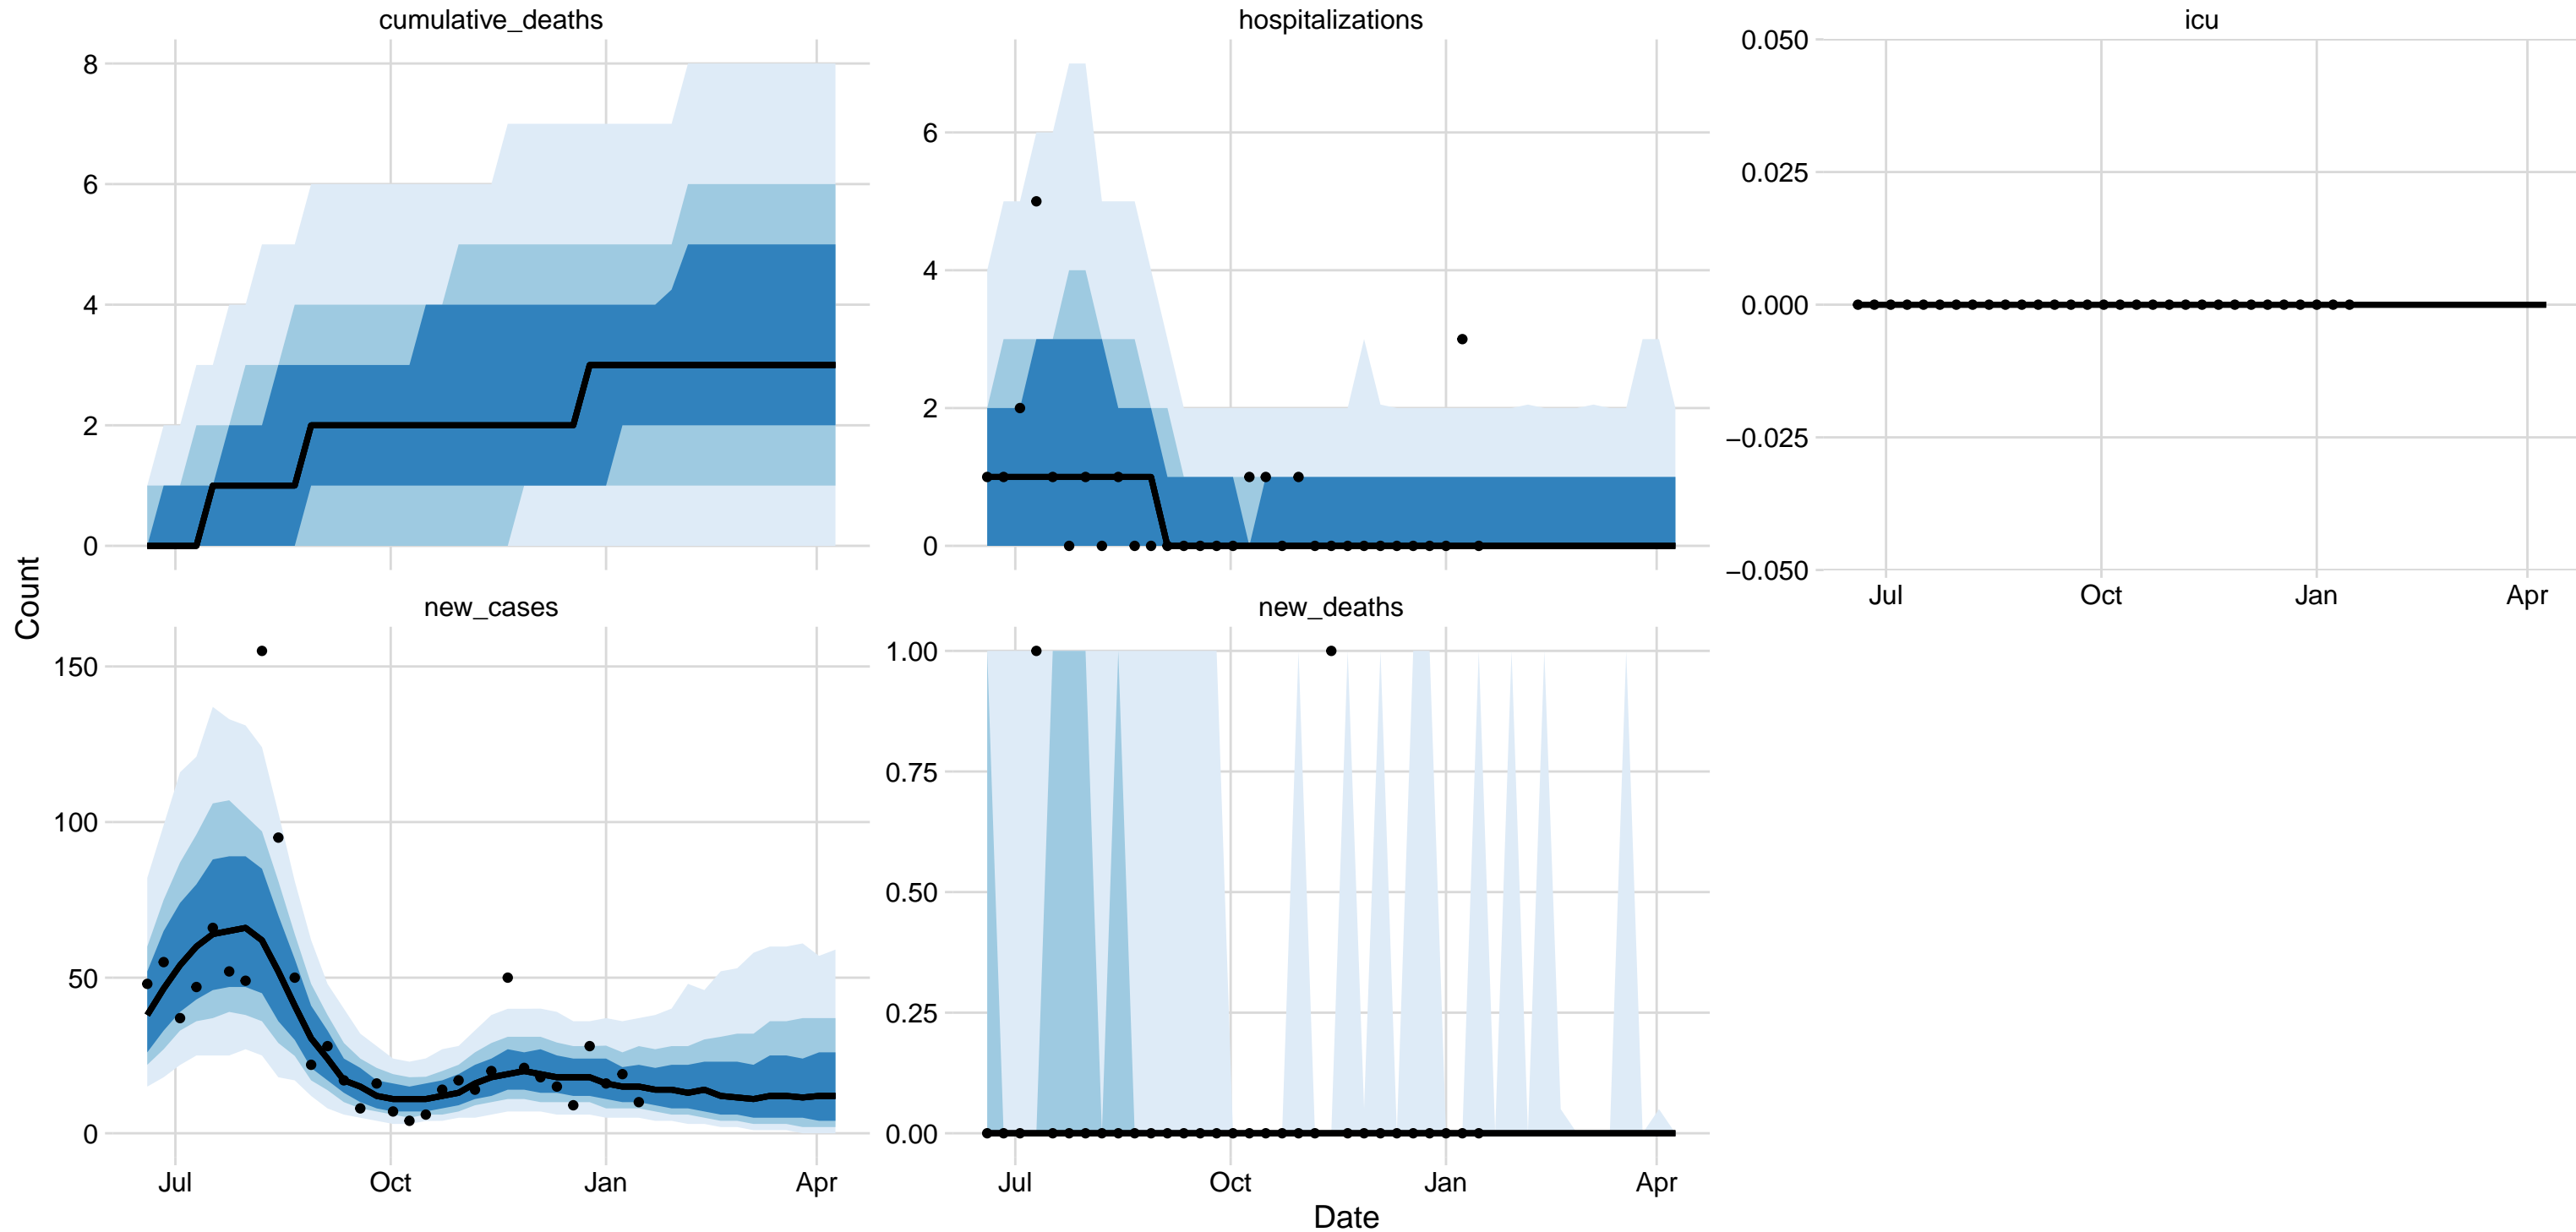 cumulative_deaths
8
6
4
2
0
hospitalizations
6
4
2
0
icu
0.050
0.025
0.000
−0.025
−0.050
Jul Oct Jan Apr
Count
new_cases
150
100
50
0
Jul Oct Jan Apr
new_deaths
1.00
0.75
0.50
0.25
0.00
Jul Oct Jan Apr
Date